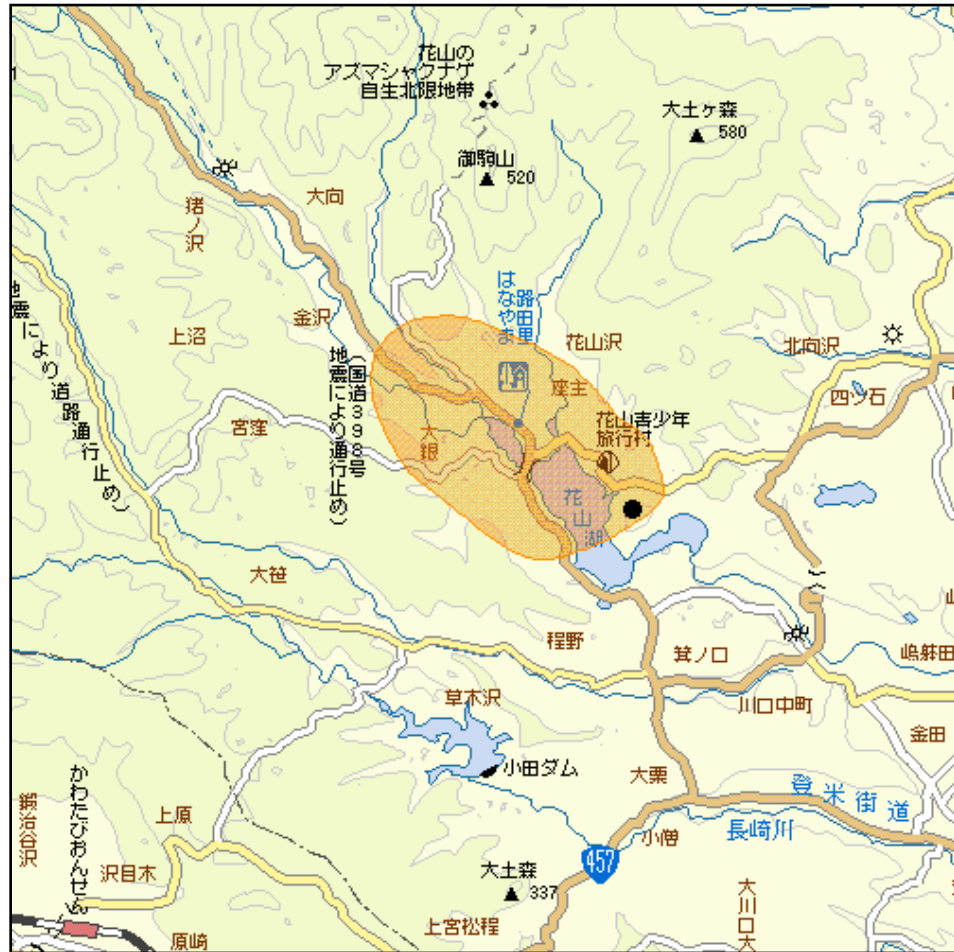 花山の
アズマシャクナゲ
自生北限地帯
大土ヶ森
580
御駒山
520
大向
猪ノ沢
路田里
はなやま
金沢
上沼
花山沢
北向沢
地震により道路通行止め)
(国道398号
地震により通行止め)
座主
四ツ石
花山青少年
旅行村
宮窪
大銀
花山湖
大笹
程野
箕ノ口
草木沢
川口中町
金田
小田ダム
大栗
登米街道
かわたびおんせん
鍛治谷沢
上原
小僧
長崎川
457
沢目木
大土森
337
大川口大
上宮松程
原崎